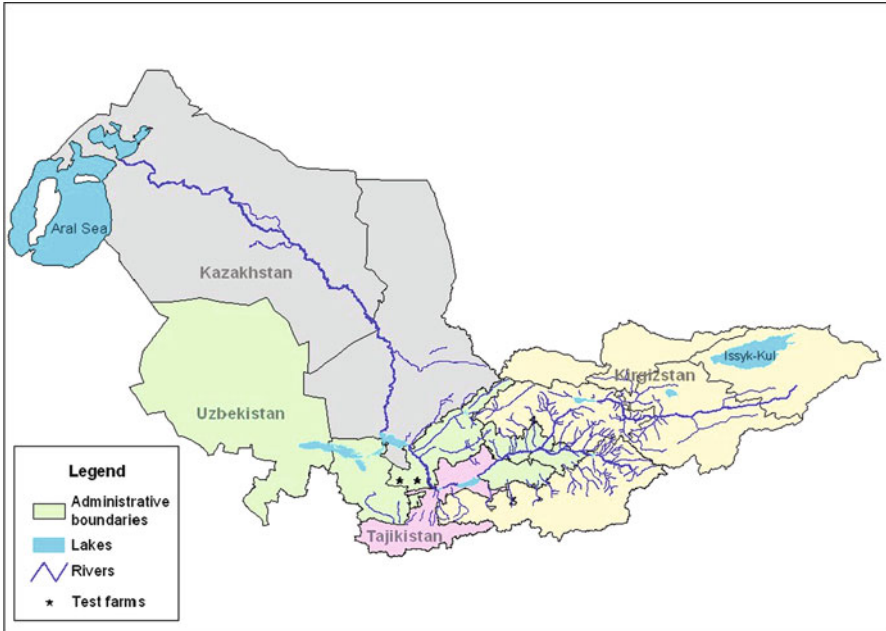 Aral Sea
Kazakhstan
Issyk-Kul
Kirgizstan
Uzbekistan
Tajikistan
Legend
Administrative
boundaries
Lakes
Rivers
Test farms